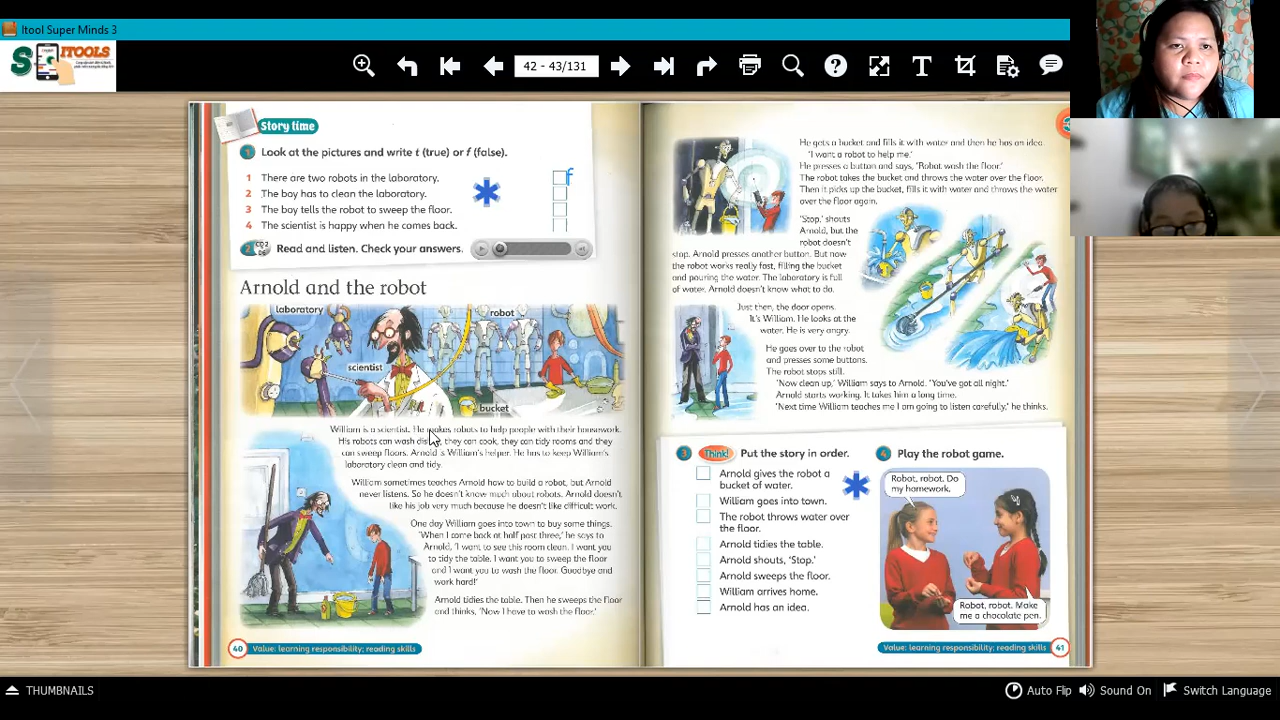 Itool Super Minds 3
ITOOLS
42 - 43/131
Story time
1 Look at the pictures and write t (true) or f (false).
1 There are two robots in the laboratory. f
2 The boy has to clean the laboratory.
3 The boy tells the robot to sweep the floor.
4 The scientist is happy when he comes back.
2 Read and listen. Check your answers.
Arnold and the robot
laboratory
robot
scientist
bucket
William is a scientist. He makes robots to help people with their housework.
His robots can wash dishes, they can cook, they can tidy rooms and they
can sweep floors. Arnold is William's helper. He has to keep William's
laboratory clean and tidy.
William sometimes teaches Arnold how to build a robot, but Arnold
never listens. So he doesn't know much about robots. Arnold doesn't
like his job very much because he doesn't like difficult work.
One day William goes into town to buy some things.
'When I come back at half past three,' he says to
Arnold, 'I want to see this room clean. I want you
to tidy the table. I want you to sweep the floor
and I want you to wash the floor. Goodbye and
work hard!'
Arnold tidies the table. Then he sweeps the floor
and thinks, 'Now I have to wash the floor.'
40 Value: learning responsibility; reading skills
He gets a bucket and fills it with water and then he has an idea.
'I want a robot to help me.'
He presses a button and says, 'Robot wash the floor.'
The robot takes the bucket and throws the water over the floor.
Then it picks up the bucket, fills it with water and throws the water
over the floor again.
'Stop,' shouts
Arnold, but the
robot doesn't
stop. Arnold presses another button. But now
the robot works really fast, filling the bucket
and pouring the water. The laboratory is full
of water. Arnold doesn't know what to do.
Just then, the door opens.
It's William. He looks at the
water. He is very angry.
He goes over to the robot
and presses some buttons.
The robot stops still.
'Now clean up,' William says to Arnold. 'You've got all night.'
Arnold starts working. It takes him a long time.
'Next time William teaches me I am going to listen carefully,' he thinks.
3 Think! Put the story in order.
Arnold gives the robot a
bucket of water.
William goes into town.
The robot throws water over
the floor.
Arnold tidies the table.
Arnold shouts, 'Stop.'
Arnold sweeps the floor.
William arrives home.
Arnold has an idea.
4 Play the robot game.
Robot, robot. Do
my homework.
Robot, robot. Make
me a chocolate pen.
Value: learning responsibility; reading skills 41
THUMBNAILS
Auto Flip
Sound On
Switch Language